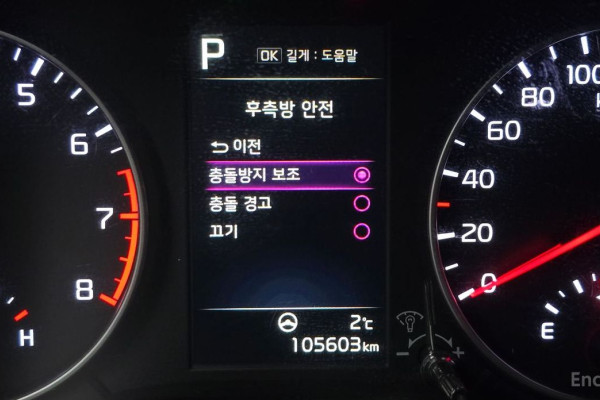 P
OK 길게 : 도움말
후측방 안전
이전
충돌방지 보조
충돌 경고
끄기
2℃
105603km
5
6
7
8
H
100
80
60
40
20
0
E
Enc